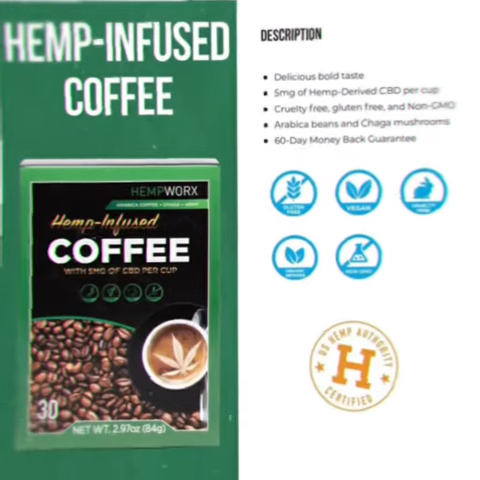 HEMP-INFUSED
COFFEE
HEMPWORX
ARABICA COFFEE • CHAGA • HEMP
Hemp-Infused
COFFEE
WITH 5MG OF CBD PER CUP
30
NET WT. 2.97oz (84g)
DESCRIPTION
• Delicious bold taste
• 5mg of Hemp-Derived CBD per cup
• Cruelty free, gluten free, and Non-GMO
• Arabica beans and Chaga mushrooms
• 60-Day Money Back Guarantee
GLUTEN
FREE
VEGAN
CRUELTY
FREE
NON-GMO
US HEMP AUTHORITY
H
CERTIFIED